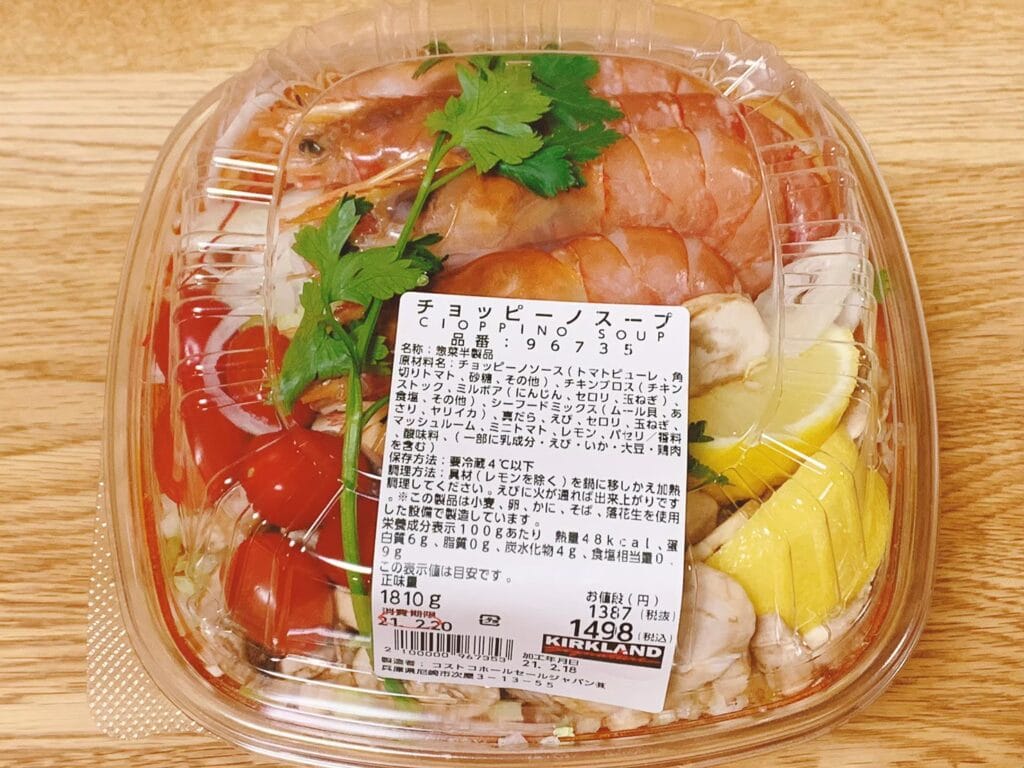 チョッピーノスープ
CIOPPINO SOUP
品番:96735
名称:惣菜半製品
原材料名:チョッピーノソース(トマトピューレ、角
切りトマト、砂糖、その他)、チキンブロス(チキン
ストック、ミルポア(にんじん、セロリ、玉ねぎ)、
食塩、その他)、シーフードミックス(ムール貝、あ
さり、ヤリイカ)、真だら、えび、セロリ、玉ねぎ、
マッシュルーム、ミニトマト、レモン、パセリ/香料
、酸味料、(一部に乳成分・えび・いか・大豆・鶏肉
を含む)
保存方法:要冷蔵4℃以下
調理方法:具材(レモンを除く)を鍋に移しかえ加熱
調理してください。えびに火が通れば出来上がりです
。※この製品は小麦、卵、かに、そば、落花生を使用
した設備で製造しています。
栄養成分表示100gあたり 熱量48kcal、蛋
白質6g、脂質0g、炭水化物4g、食塩相当量0.
9g
この表示値は目安です。
正味量
1810g
お値段(円)
1387 (税抜)
1498(税込)
消費期限
21. 2.20
KIRKLAND
加工年月日
21. 2.18
2 100000 967353
製造者: コストコホールセールジャパン㈱
兵庫県尼崎市次屋3-13-55